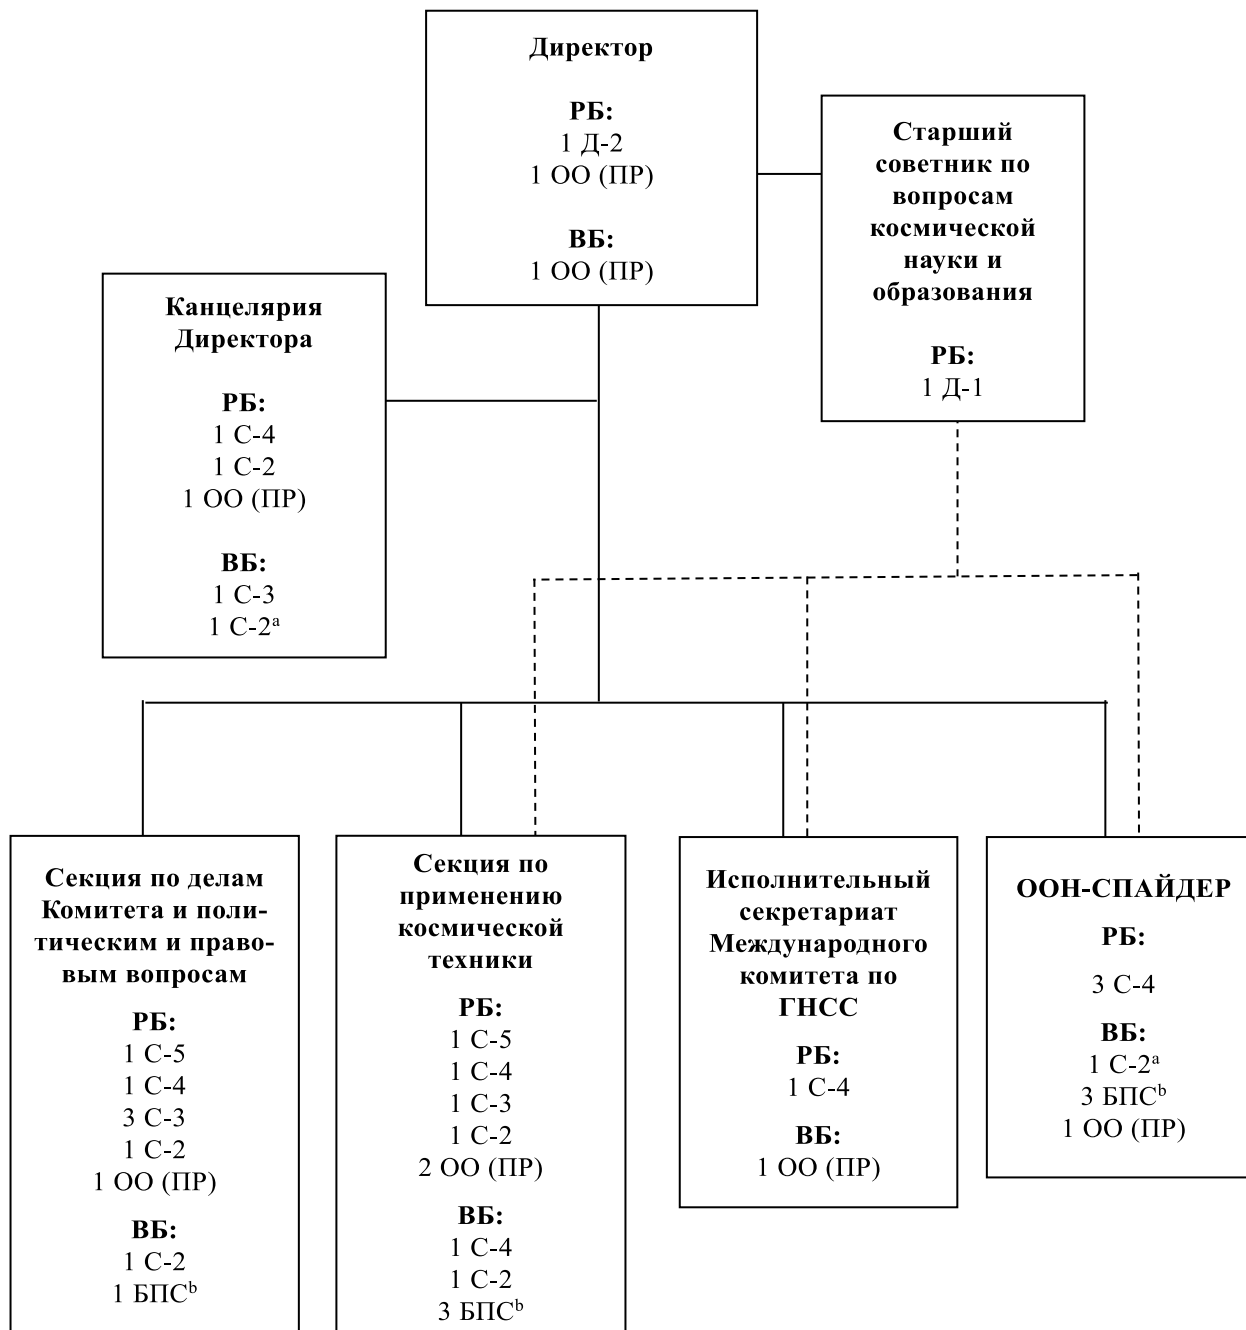 Директор
РБ:
1 Д-2
1 ОО (ПР)
ВБ:
1 ОО (ПР)
Старший
советник по
вопросам
космической
науки и
образования
РБ:
1 Д-1
Канцелярия
Директора
РБ:
1 С-4
1 С-2
1 ОО (ПР)
ВБ:
1 С-3
1 С-2ª
Секция по делам
Комитета и поли-
тическим и право-
вым вопросам
РБ:
1 С-5
1 С-4
3 С-3
1 С-2
1 ОО (ПР)
ВБ:
1 С-2
1 БПСᵇ
Секция по
применению
космической
техники
РБ:
1 С-5
1 С-4
1 С-3
1 С-2
2 ОО (ПР)
ВБ:
1 С-4
1 С-2
3 БПСᵇ
Исполнительный
секретариат
Международного
комитета по
ГНСС
РБ:
1 С-4
ВБ:
1 ОО (ПР)
ООН-СПАЙДЕР
РБ:
3 С-4
ВБ:
1 С-2ª
3 БПСᵇ
1 ОО (ПР)